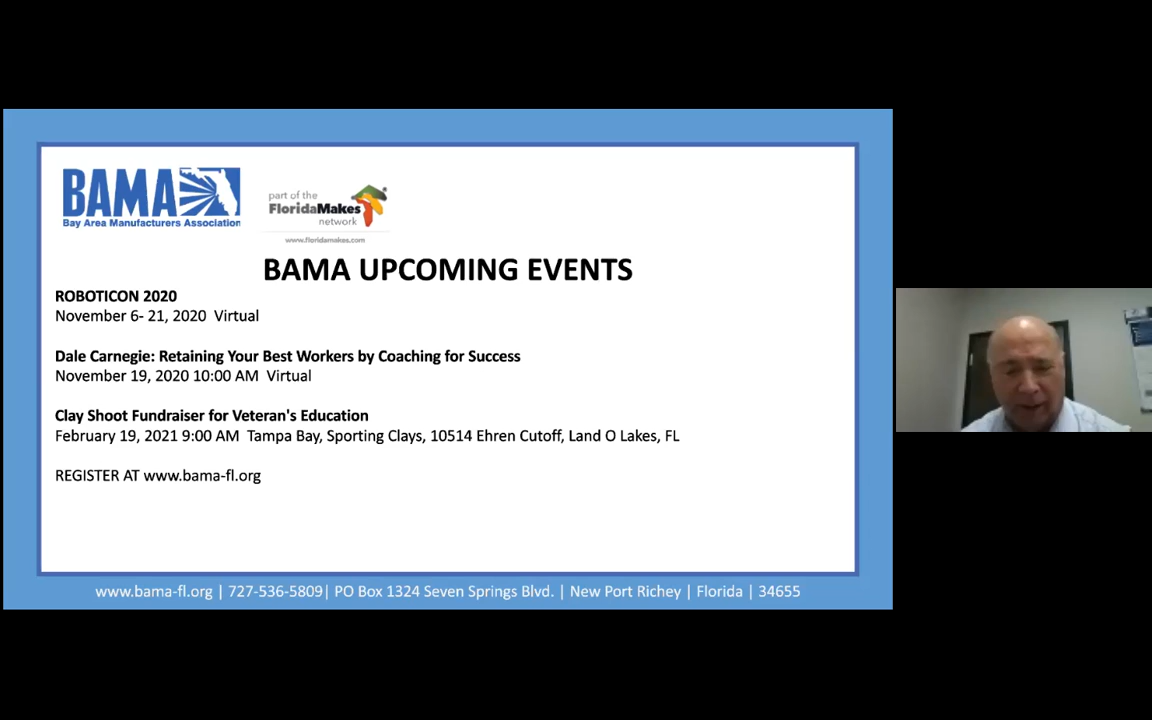 BAMA
Bay Area Manufacturers Association
part of the
FloridaMakes
network
www.floridamakes.com
BAMA UPCOMING EVENTS
ROBOTICON 2020
November 6- 21, 2020 Virtual
Dale Carnegie: Retaining Your Best Workers by Coaching for Success
November 19, 2020 10:00 AM Virtual
Clay Shoot Fundraiser for Veteran's Education
February 19, 2021 9:00 AM Tampa Bay, Sporting Clays, 10514 Ehren Cutoff, Land O Lakes, FL
REGISTER AT www.bama-fl.org
www.bama-fl.org | 727-536-5809| PO Box 1324 Seven Springs Blvd. | New Port Richey | Florida | 34655